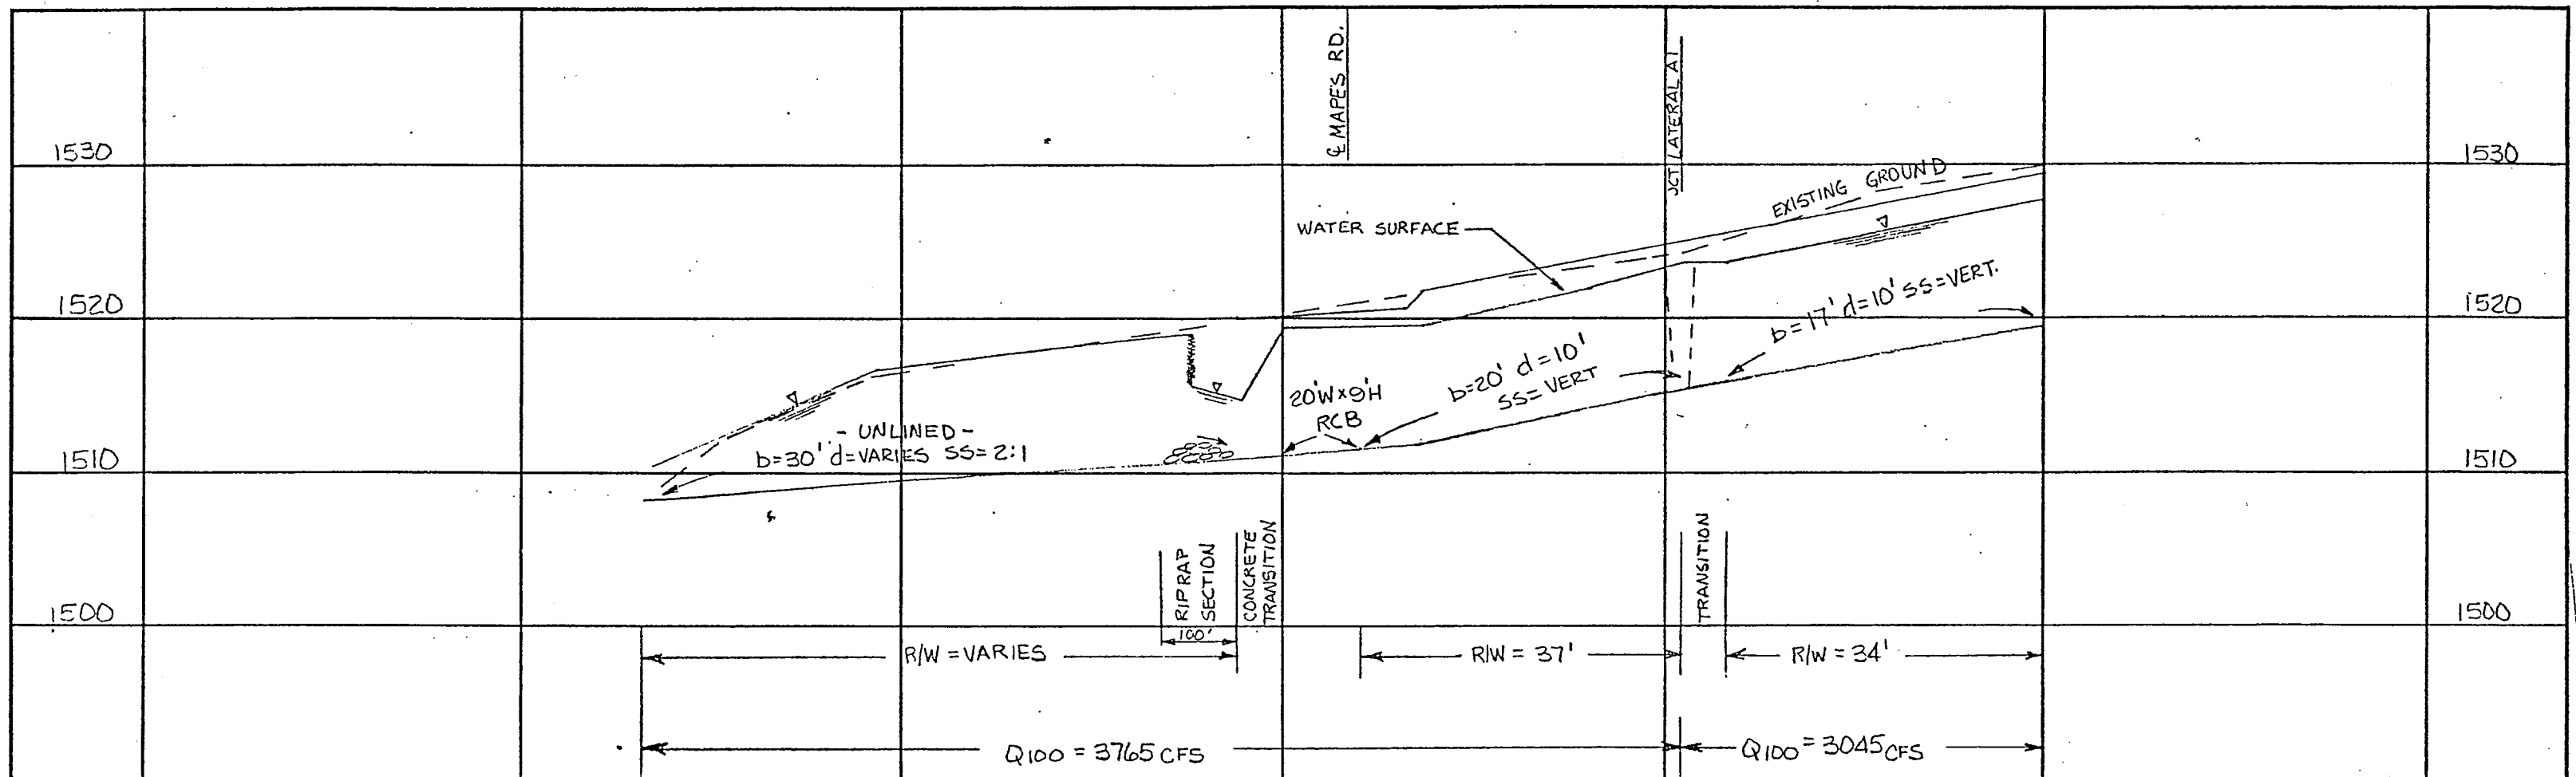 ℄ MAPES RD.
JCT LATERAL A1
1530
1530
EXISTING GROUND
WATER SURFACE
1520
1520
b=17' d=10' SS=VERT.
b=20' d=10'
SS=VERT
20'W×9'H
RCB
- UNLINED -
b=30' d=VARIES SS=2:1
1510
1510
RIPRAP
SECTION
CONCRETE
TRANSITION
TRANSITION
1500
1500
100'
R/W = VARIES
R/W = 37'
R/W = 34'
Q100 = 3765 CFS
Q100 = 3045 CFS